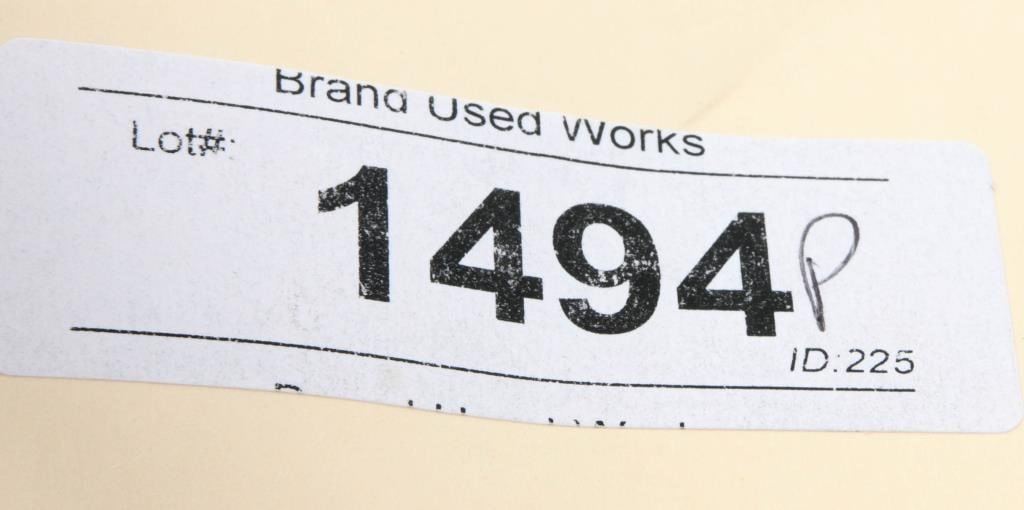 Brand Used Works
Lot#:
1494P
ID:225